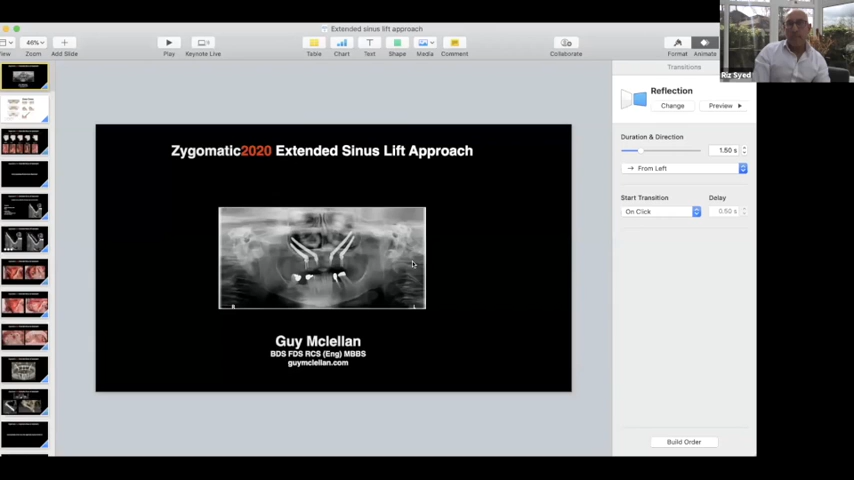 Extended sinus lift approach
View
46%
Zoom
Add Slide
Play
Keynote Live
Table
Chart
Text
Shape
Media
Comment
Collaborate
Format
Animate
Riz Syed
Transitions
Reflection
Change
Preview
Duration & Direction
1.50 s
From Left
Start Transition
Delay
On Click
0.50 s
Zygomatic2020 Extended Sinus Lift Approach
R
L
Guy Mclellan
BDS FDS RCS (Eng) MBBS
guymclellan.com
Build Order